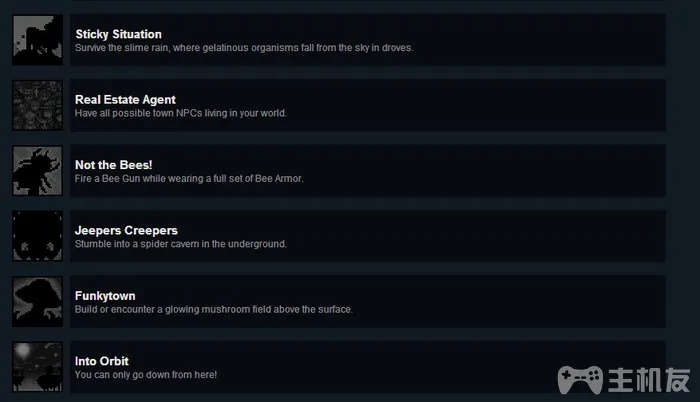 Sticky Situation
Survive the slime rain, where gelatinous organisms fall from the sky in droves.
Real Estate Agent
Have all possible town NPCs living in your world.
Not the Bees!
Fire a Bee Gun while wearing a full set of Bee Armor.
Jeepers Creepers
Stumble into a spider cavern in the underground.
Funkytown
Build or encounter a glowing mushroom field above the surface.
Into Orbit
You can only go down from here!
主机友